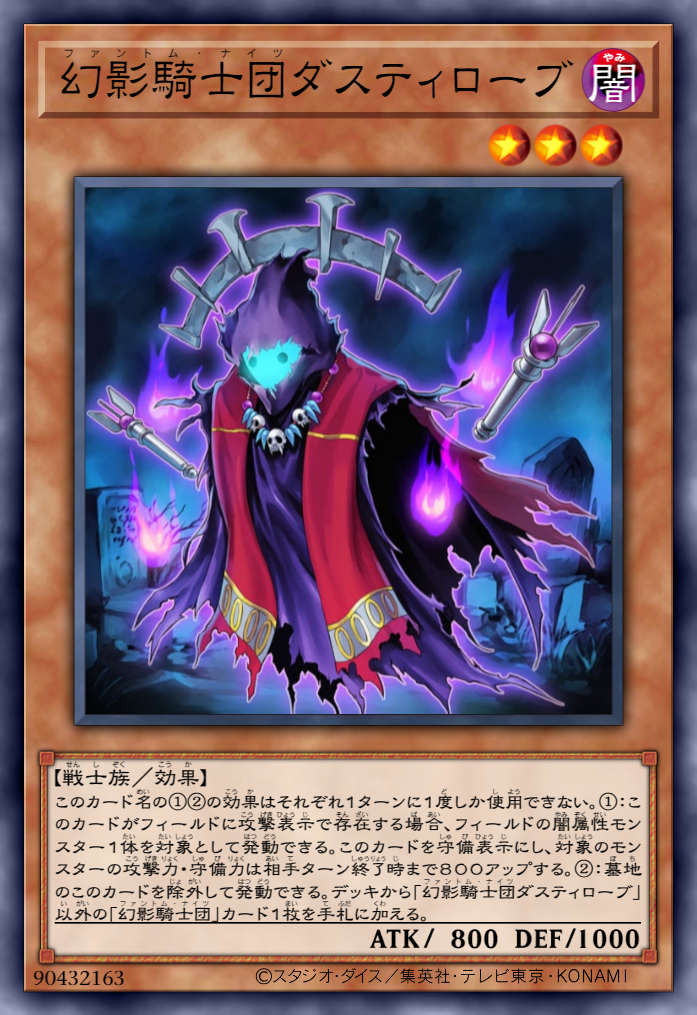 ファントム・ナイツ
幻影騎士団ダスティローブ
やみ
闇
【戦士族／効果】
このカード名の①②の効果はそれぞれ1ターンに1度しか使用できない。①：こ
のカードがフィールドに攻撃表示で存在する場合、フィールドの闇属性モン
スター1体を対象として発動できる。このカードを守備表示にし、対象のモン
スターの攻撃力・守備力は相手ターン終了時まで８００アップする。②：墓地
のこのカードを除外して発動できる。デッキから「幻影騎士団ダスティローブ」
以外の「幻影騎士団」カード1枚を手札に加える。
ATK/ 800 DEF/1000
90432163 ©スタジオ・ダイス／集英社・テレビ東京・KONAMI